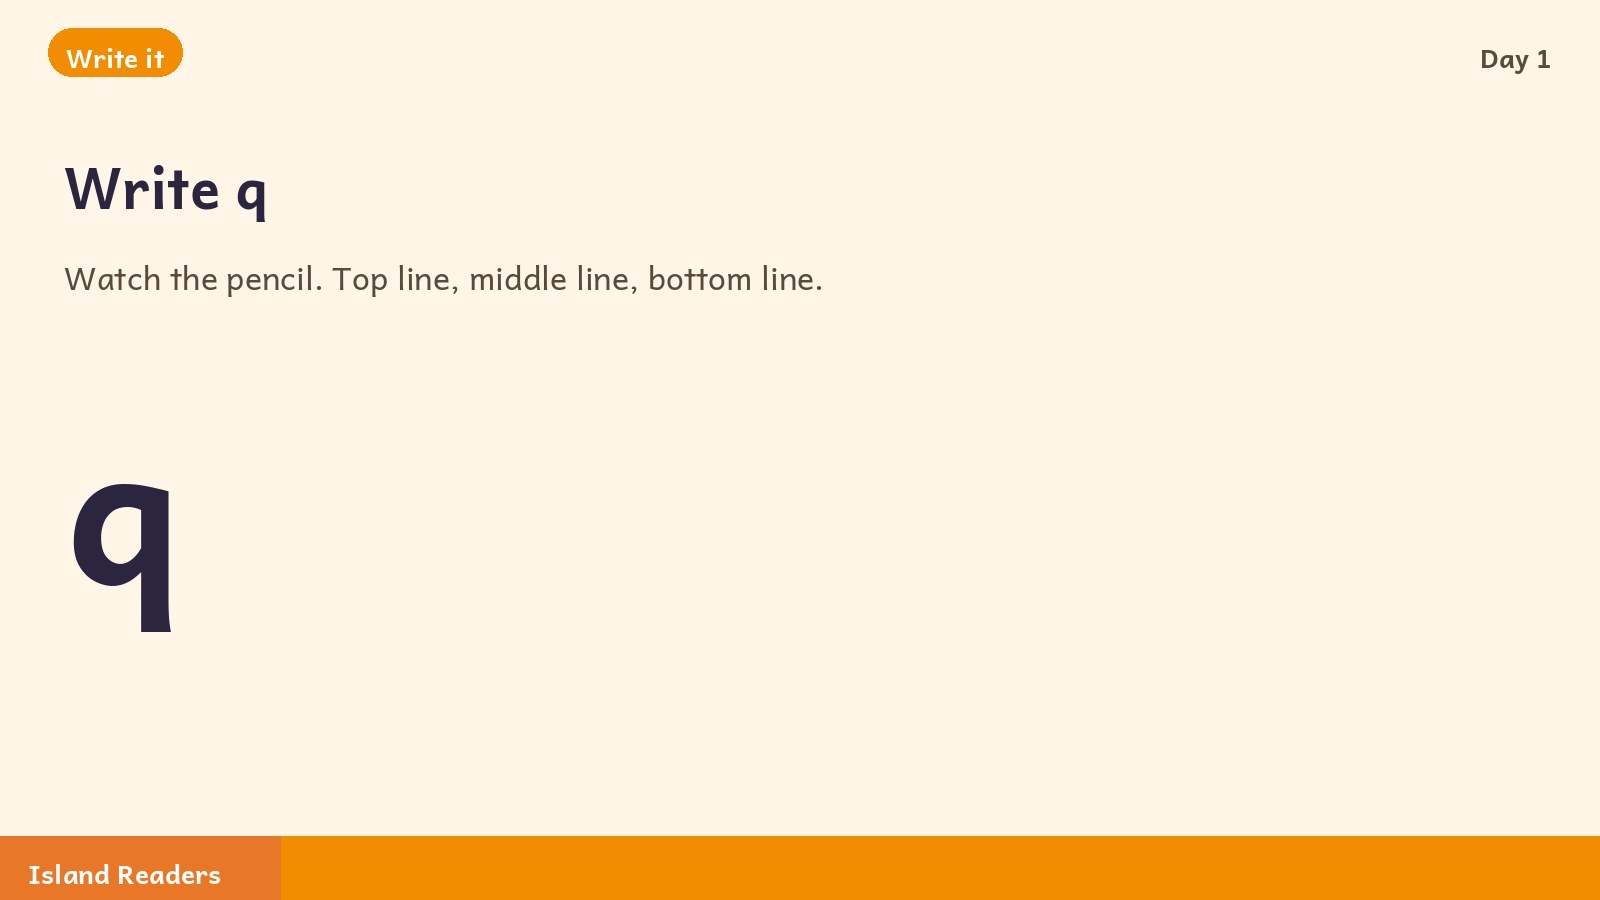 Write it
Day 1
Write q
Watch the pencil. Top line, middle line, bottom line.
q
Island Readers